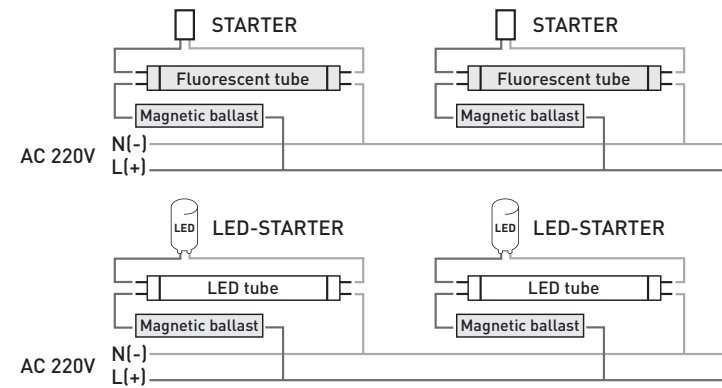 STARTER STARTER
Fluorescent tube Fluorescent tube
Magnetic ballast Magnetic ballast
AC 220V N(-)
L(+)
LED LED-STARTER LED LED-STARTER
LED tube LED tube
Magnetic ballast Magnetic ballast
AC 220V N(-)
L(+)